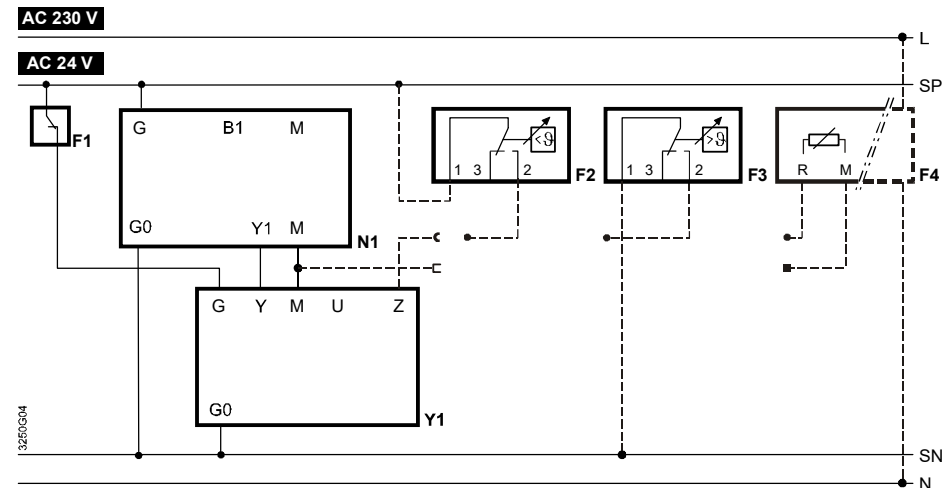 AC 230 V
L
AC 24 V
SP
F1
G B1 M
G0 Y1 M
N1
<ϑ
1 3 2
F2
>ϑ
1 3 2
F3
R M
F4
G Y M U Z
G0
Y1
3250G04
SN
N